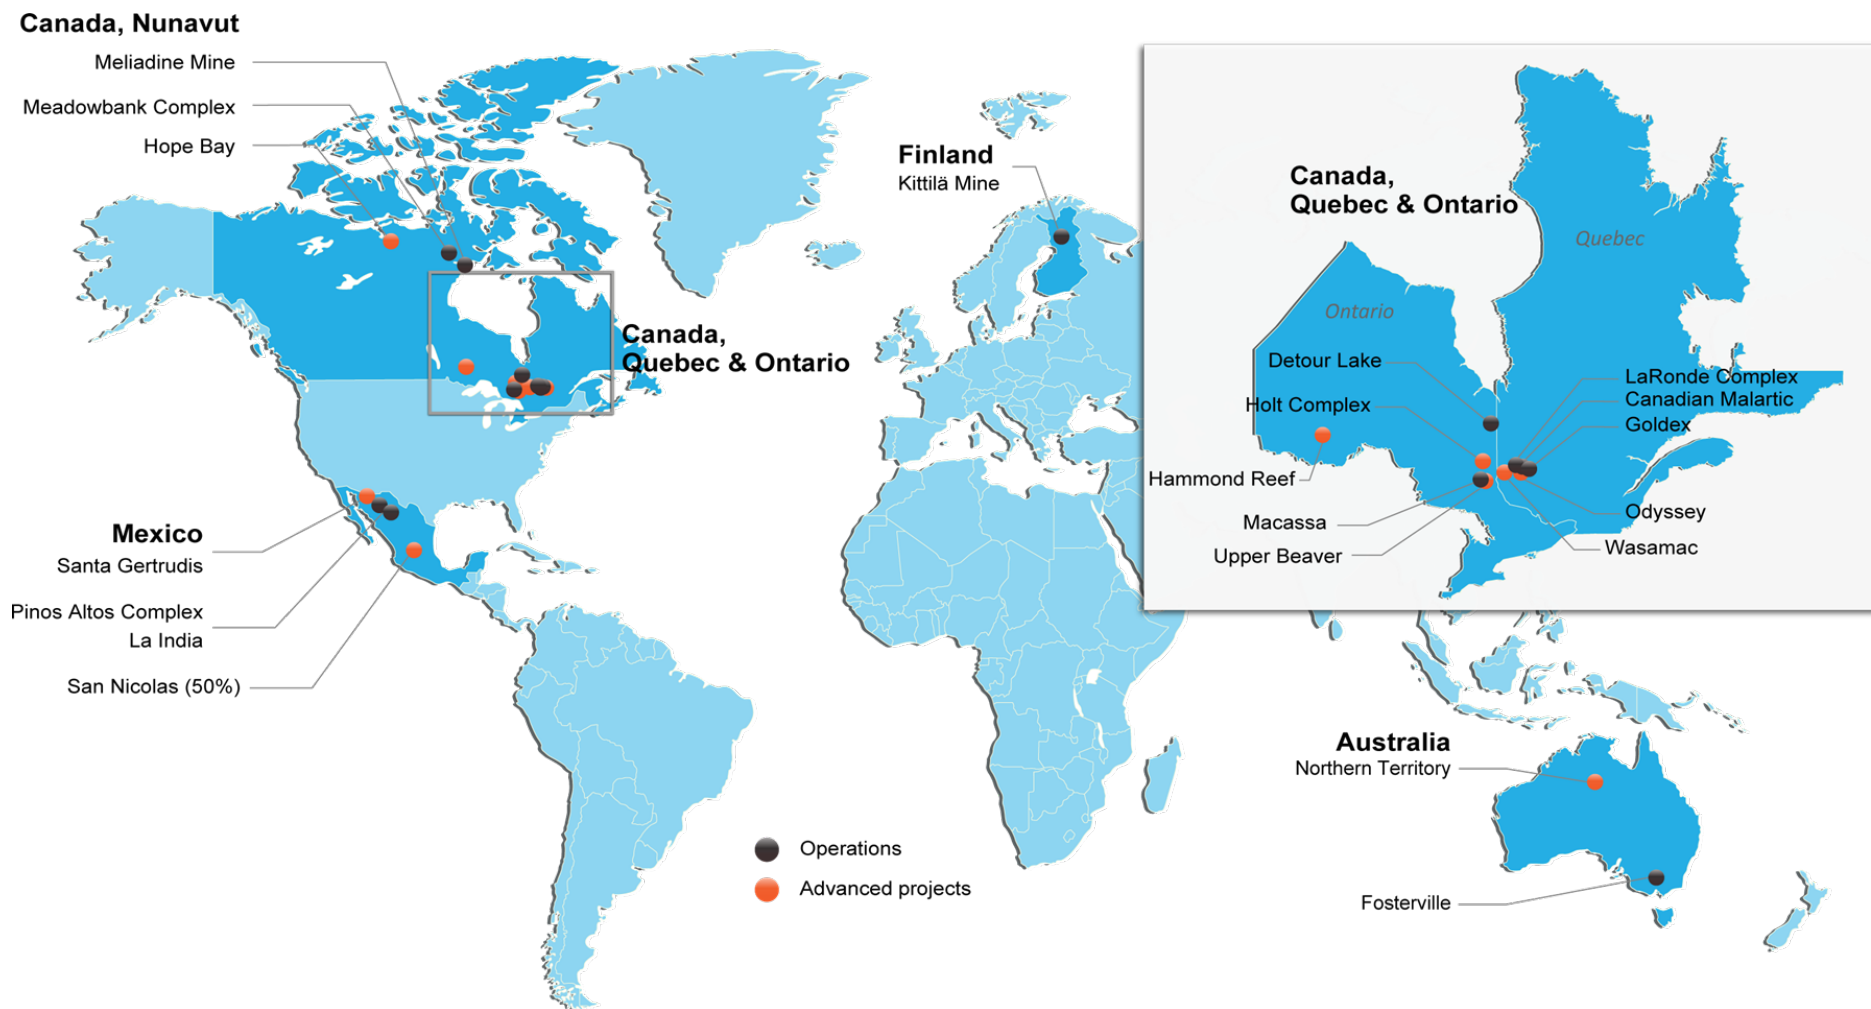 Canada, Nunavut
Meliadine Mine
Meadowbank Complex
Hope Bay
Finland
Kittilä Mine
Canada,
Quebec & Ontario
Mexico
Santa Gertrudis
Pinos Altos Complex
La India
San Nicolas (50%)
Operations
Advanced projects
Canada,
Quebec & Ontario
Quebec
Ontario
Detour Lake
Holt Complex
Hammond Reef
Macassa
Upper Beaver
LaRonde Complex
Canadian Malartic
Goldex
Odyssey
Wasamac
Australia
Northern Territory
Fosterville